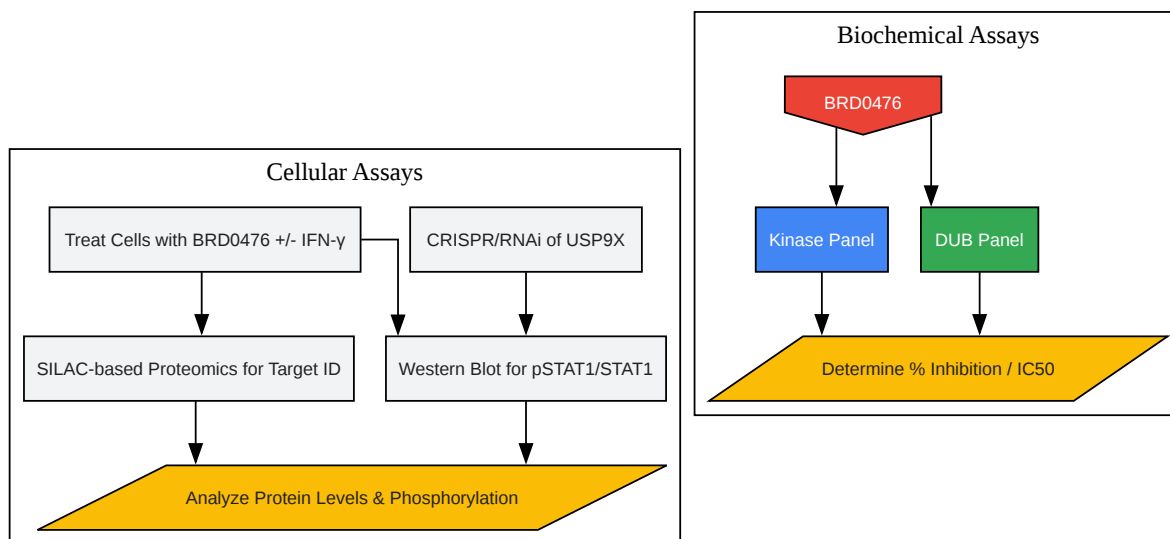 Biochemical Assays
BRD0476
Kinase Panel
DUB Panel
Determine % Inhibition / IC50
Cellular Assays
Treat Cells with BRD0476 +/- IFN-γ
CRISPR/RNAi of USP9X
SILAC-based Proteomics for Target ID
Western Blot for pSTAT1/STAT1
Analyze Protein Levels & Phosphorylation